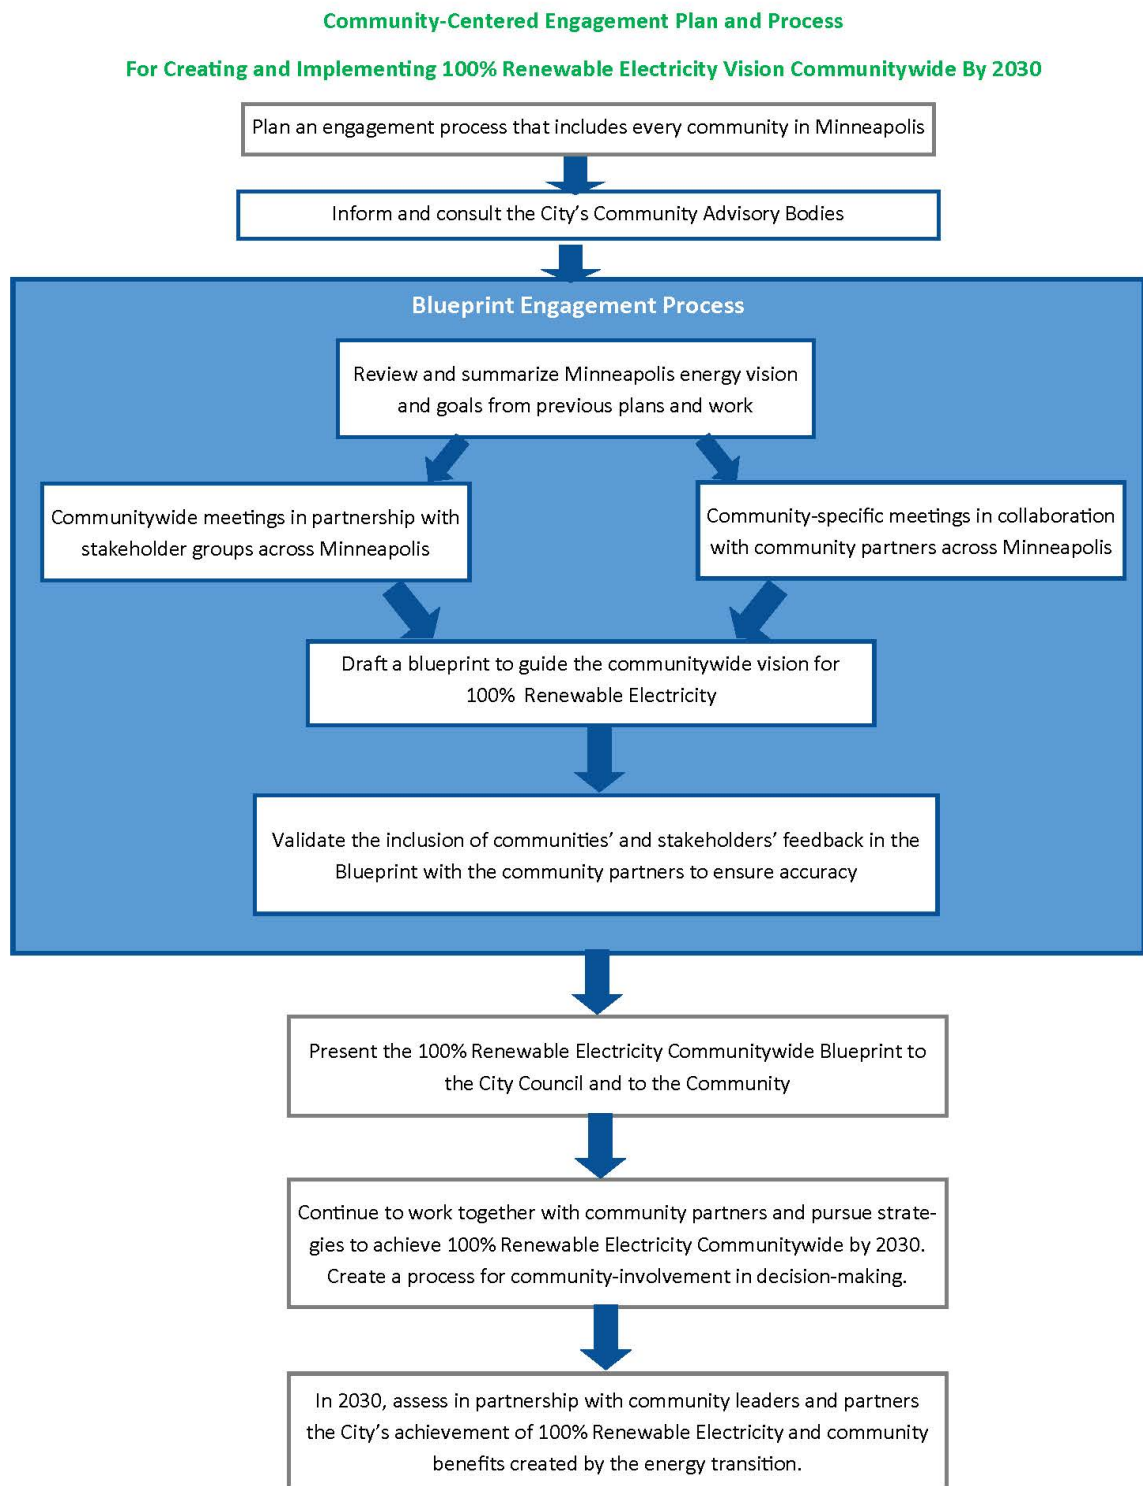 Community-Centered Engagement Plan and Process
For Creating and Implementing 100% Renewable Electricity Vision Communitywide By 2030
Plan an engagement process that includes every community in Minneapolis
Inform and consult the City’s Community Advisory Bodies
Blueprint Engagement Process
Review and summarize Minneapolis energy vision
and goals from previous plans and work
Communitywide meetings in partnership with
stakeholder groups across Minneapolis
Community-specific meetings in collaboration
with community partners across Minneapolis
Draft a blueprint to guide the communitywide vision for
100% Renewable Electricity
Validate the inclusion of communities’ and stakeholders’ feedback in the
Blueprint with the community partners to ensure accuracy
Present the 100% Renewable Electricity Communitywide Blueprint to
the City Council and to the Community
Continue to work together with community partners and pursue strate-
gies to achieve 100% Renewable Electricity Communitywide by 2030.
Create a process for community-involvement in decision-making.
In 2030, assess in partnership with community leaders and partners
the City’s achievement of 100% Renewable Electricity and community
benefits created by the energy transition.